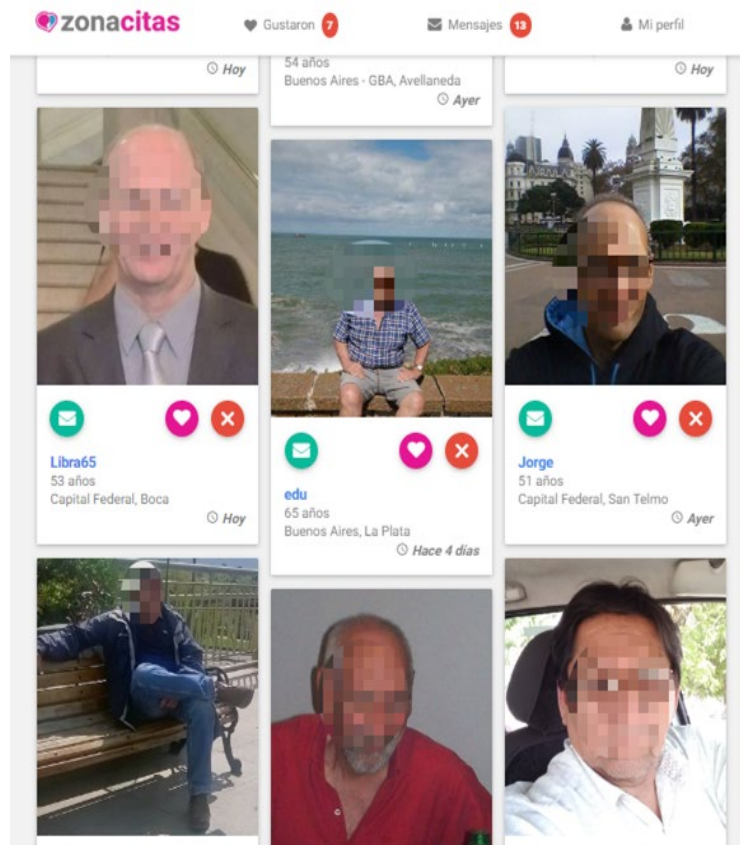 zonacitas
Gustaron 7
Mensajes 13
Mi perfil
Hoy
54 años
Buenos Aires - GBA, Avellaneda
Ayer
Hoy
Libra65
53 años
Capital Federal, Boca
Hoy
edu
65 años
Buenos Aires, La Plata
Hace 4 días
Jorge
51 años
Capital Federal, San Telmo
Ayer